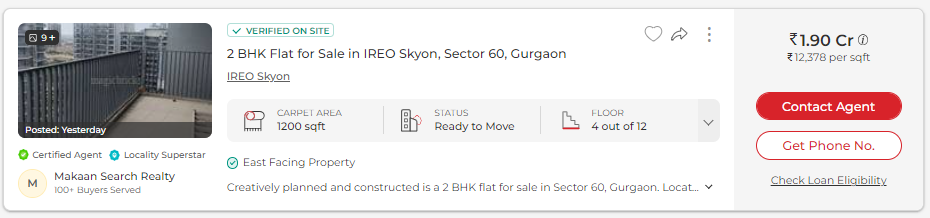 9+
Posted: Yesterday
Certified Agent
Locality Superstar
M
Makaan Search Realty
100+ Buyers Served
VERIFIED ON SITE
2 BHK Flat for Sale in IREO Skyon, Sector 60, Gurgaon
IREO Skyon
CARPET AREA
1200 sqft
STATUS
Ready to Move
FLOOR
4 out of 12
East Facing Property
Creatively planned and constructed is a 2 BHK flat for sale in Sector 60, Gurgaon. Locat...
₹1.90 Cr
₹12,378 per sqft
Contact Agent
Get Phone No.
Check Loan Eligibility